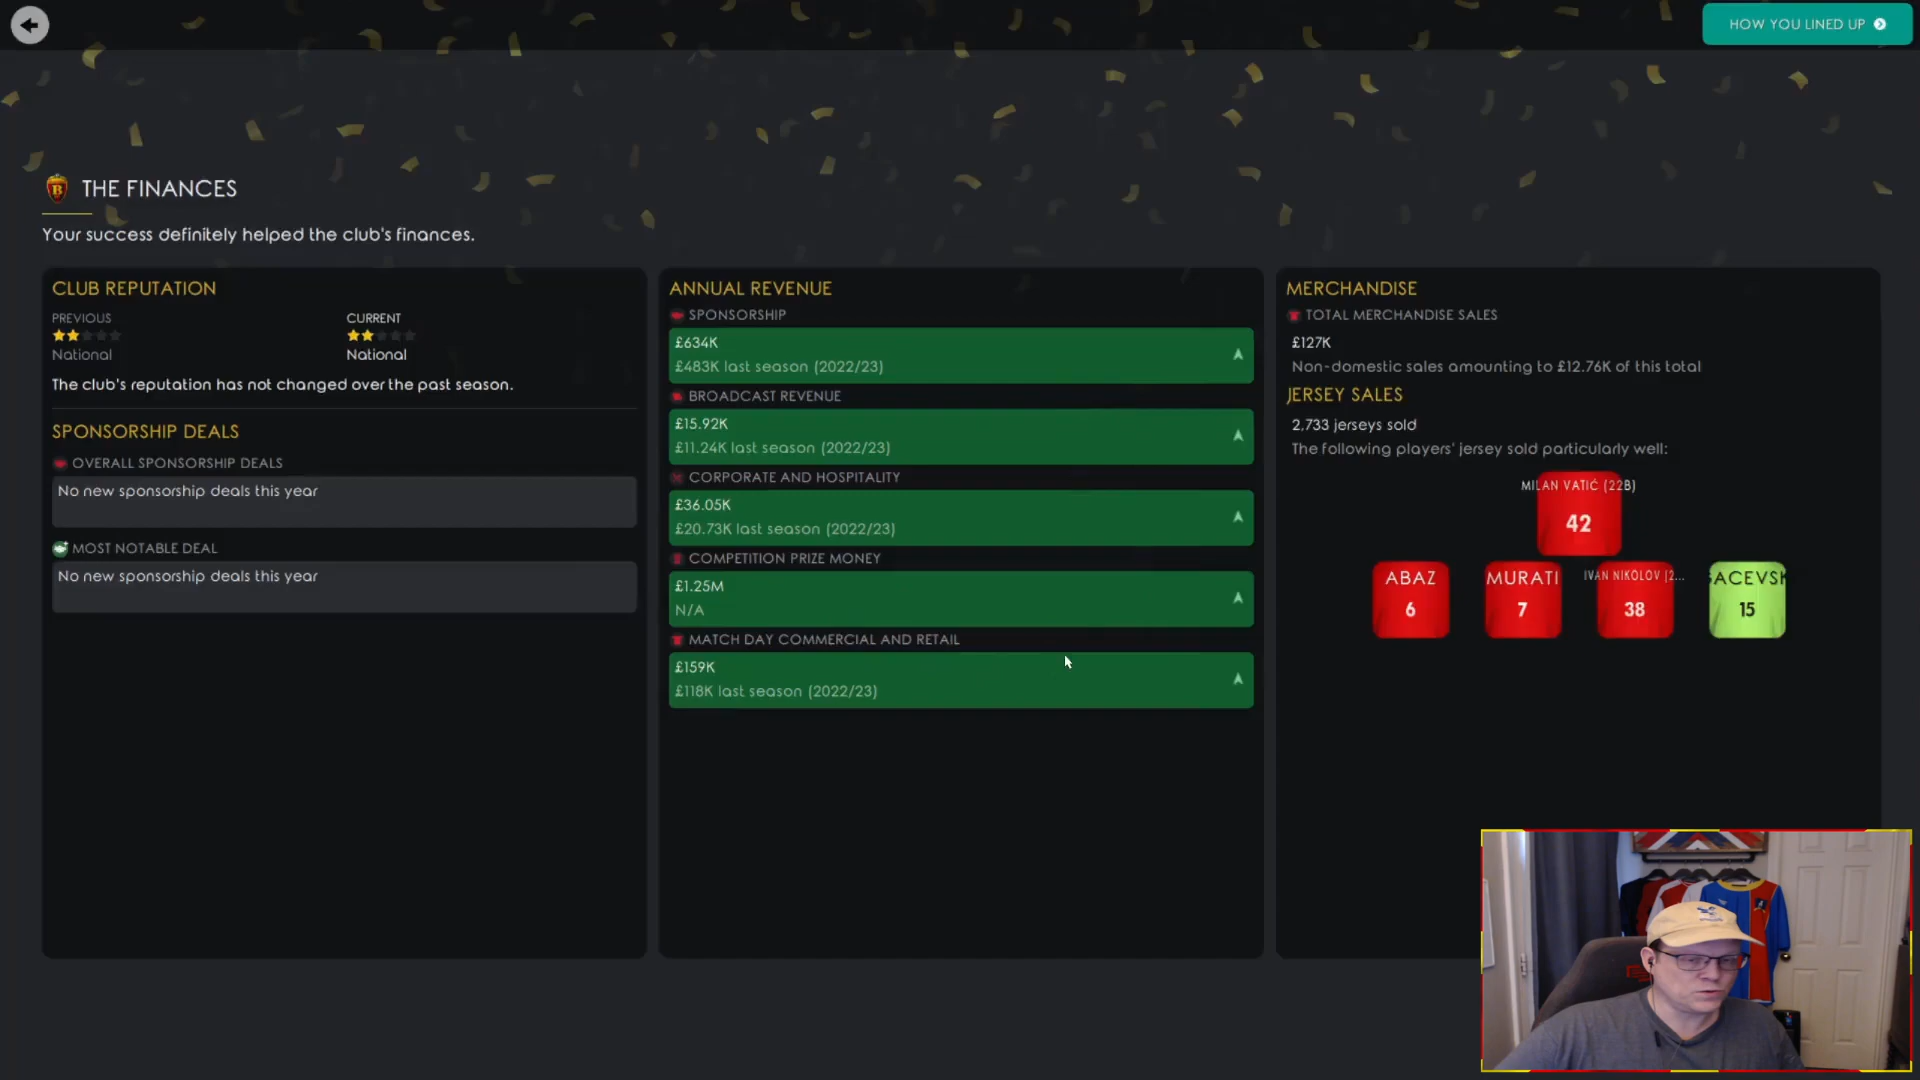 HOW YOU LINED UP
THE FINANCES
Your success definitely helped the club's finances.
CLUB REPUTATION
PREVIOUS
National
CURRENT
National
The club's reputation has not changed over the past season.
SPONSORSHIP DEALS
OVERALL SPONSORSHIP DEALS
No new sponsorship deals this year
MOST NOTABLE DEAL
No new sponsorship deals this year
ANNUAL REVENUE
SPONSORSHIP
£634K
£483K last season (2022/23)
BROADCAST REVENUE
£15.92K
£11.24K last season (2022/23)
CORPORATE AND HOSPITALITY
£36.05K
£20.73K last season (2022/23)
COMPETITION PRIZE MONEY
£1.25M
N/A
MATCH DAY COMMERCIAL AND RETAIL
£159K
£118K last season (2022/23)
MERCHANDISE
TOTAL MERCHANDISE SALES
£127K
Non-domestic sales amounting to £12.76K of this total
JERSEY SALES
2,733 jerseys sold
The following players' jersey sold particularly well:
MILAN VATIĆ (22B)
42
ABAZ
6
MURATI
7
IVAN NIKOLOV (2...
38
ACEVSK
15
B